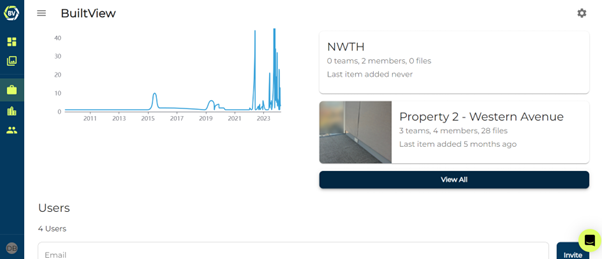 BV
BuiltView
40
30
20
10
0
2011
2013
2015
2017
2019
2021
2023
NWTH
0 teams, 2 members, 0 files
Last item added never
Property 2 - Western Avenue
3 teams, 4 members, 28 files
Last item added 5 months ago
View All
Users
4 Users
Email
Invite